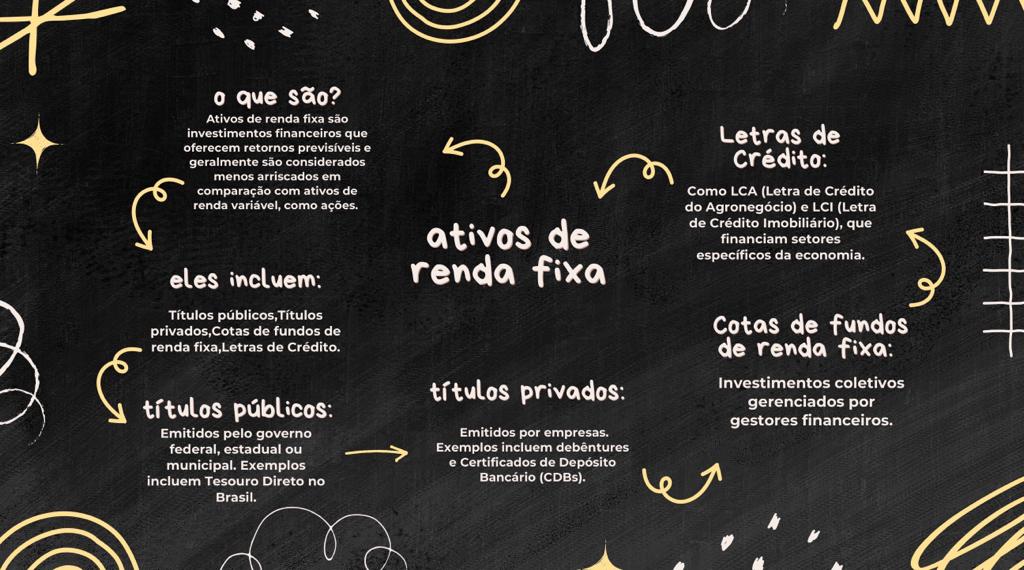 ativos de
renda fixa
o que são?
Ativos de renda fixa são
investimentos financeiros que
oferecem retornos previsíveis e
geralmente são considerados
menos arriscados em
comparação com ativos de
renda variável, como ações.
eles incluem:
Títulos públicos,Títulos
privados,Cotas de fundos de
renda fixa,Letras de Crédito.
títulos públicos:
Emitidos pelo governo
federal, estadual ou
municipal. Exemplos
incluem Tesouro Direto no
Brasil.
títulos privados:
Emitidos por empresas.
Exemplos incluem debêntures
e Certificados de Depósito
Bancário (CDBs).
Cotas de fundos
de renda fixa:
Investimentos coletivos
gerenciados por
gestores financeiros.
Letras de
Crédito:
Como LCA (Letra de Crédito
do Agronegócio) e LCI (Letra
de Crédito Imobiliário), que
financiam setores
específicos da economia.